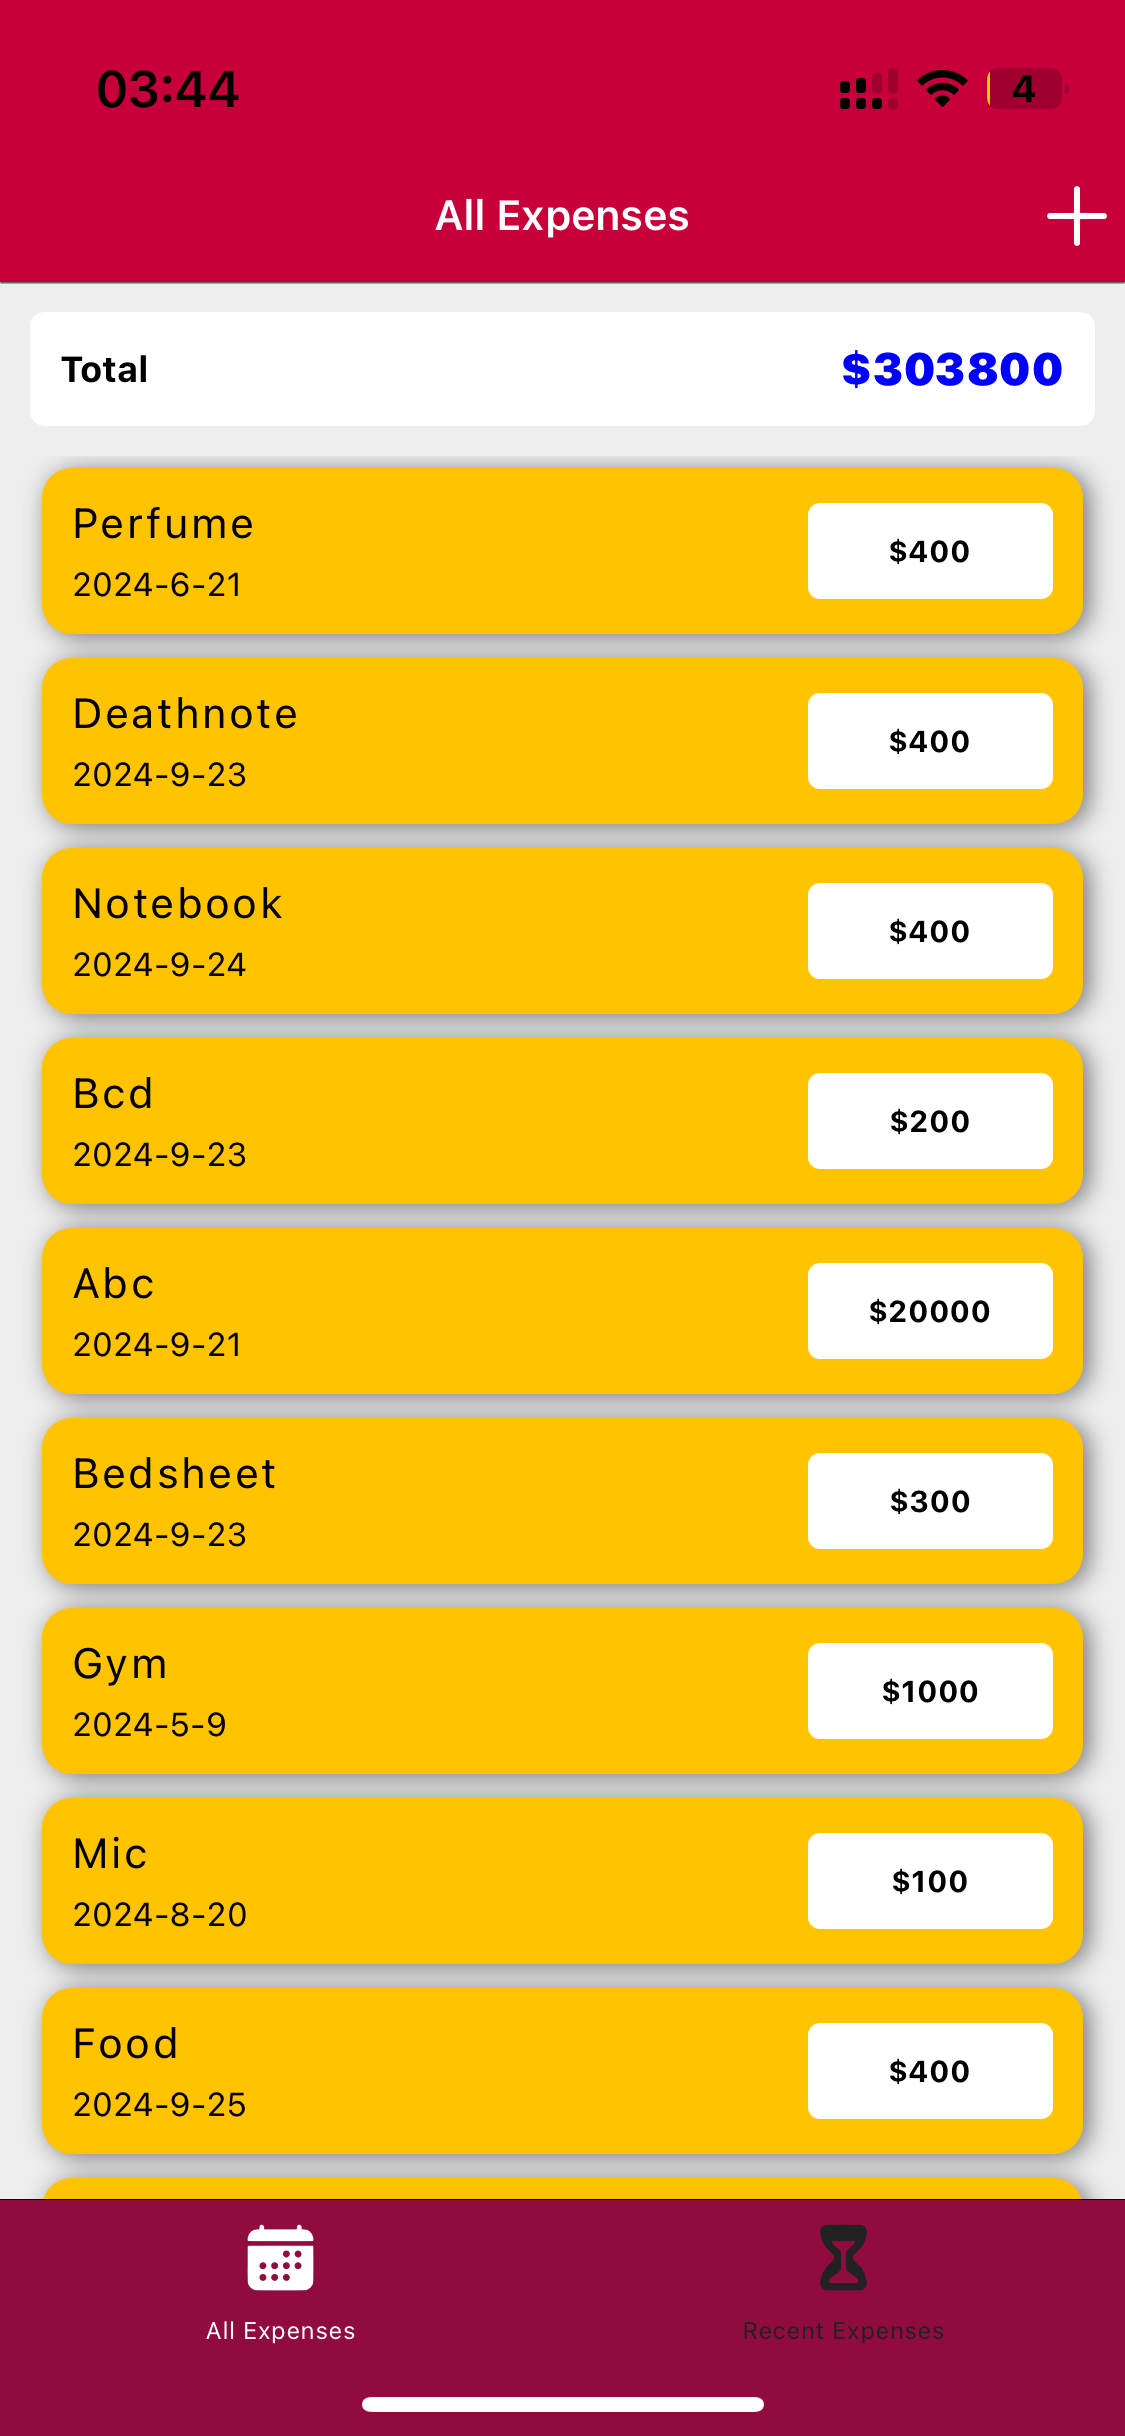 03:44
4
All Expenses
Total
$303800
Perfume
$400
2024-6-21
Deathnote
$400
2024-9-23
Notebook
$400
2024-9-24
Bcd
$200
2024-9-23
Abc
$20000
2024-9-21
Bedsheet
$300
2024-9-23
Gym
$1000
2024-5-9
Mic
$100
2024-8-20
Food
$400
2024-9-25
All Expenses
Recent Expenses